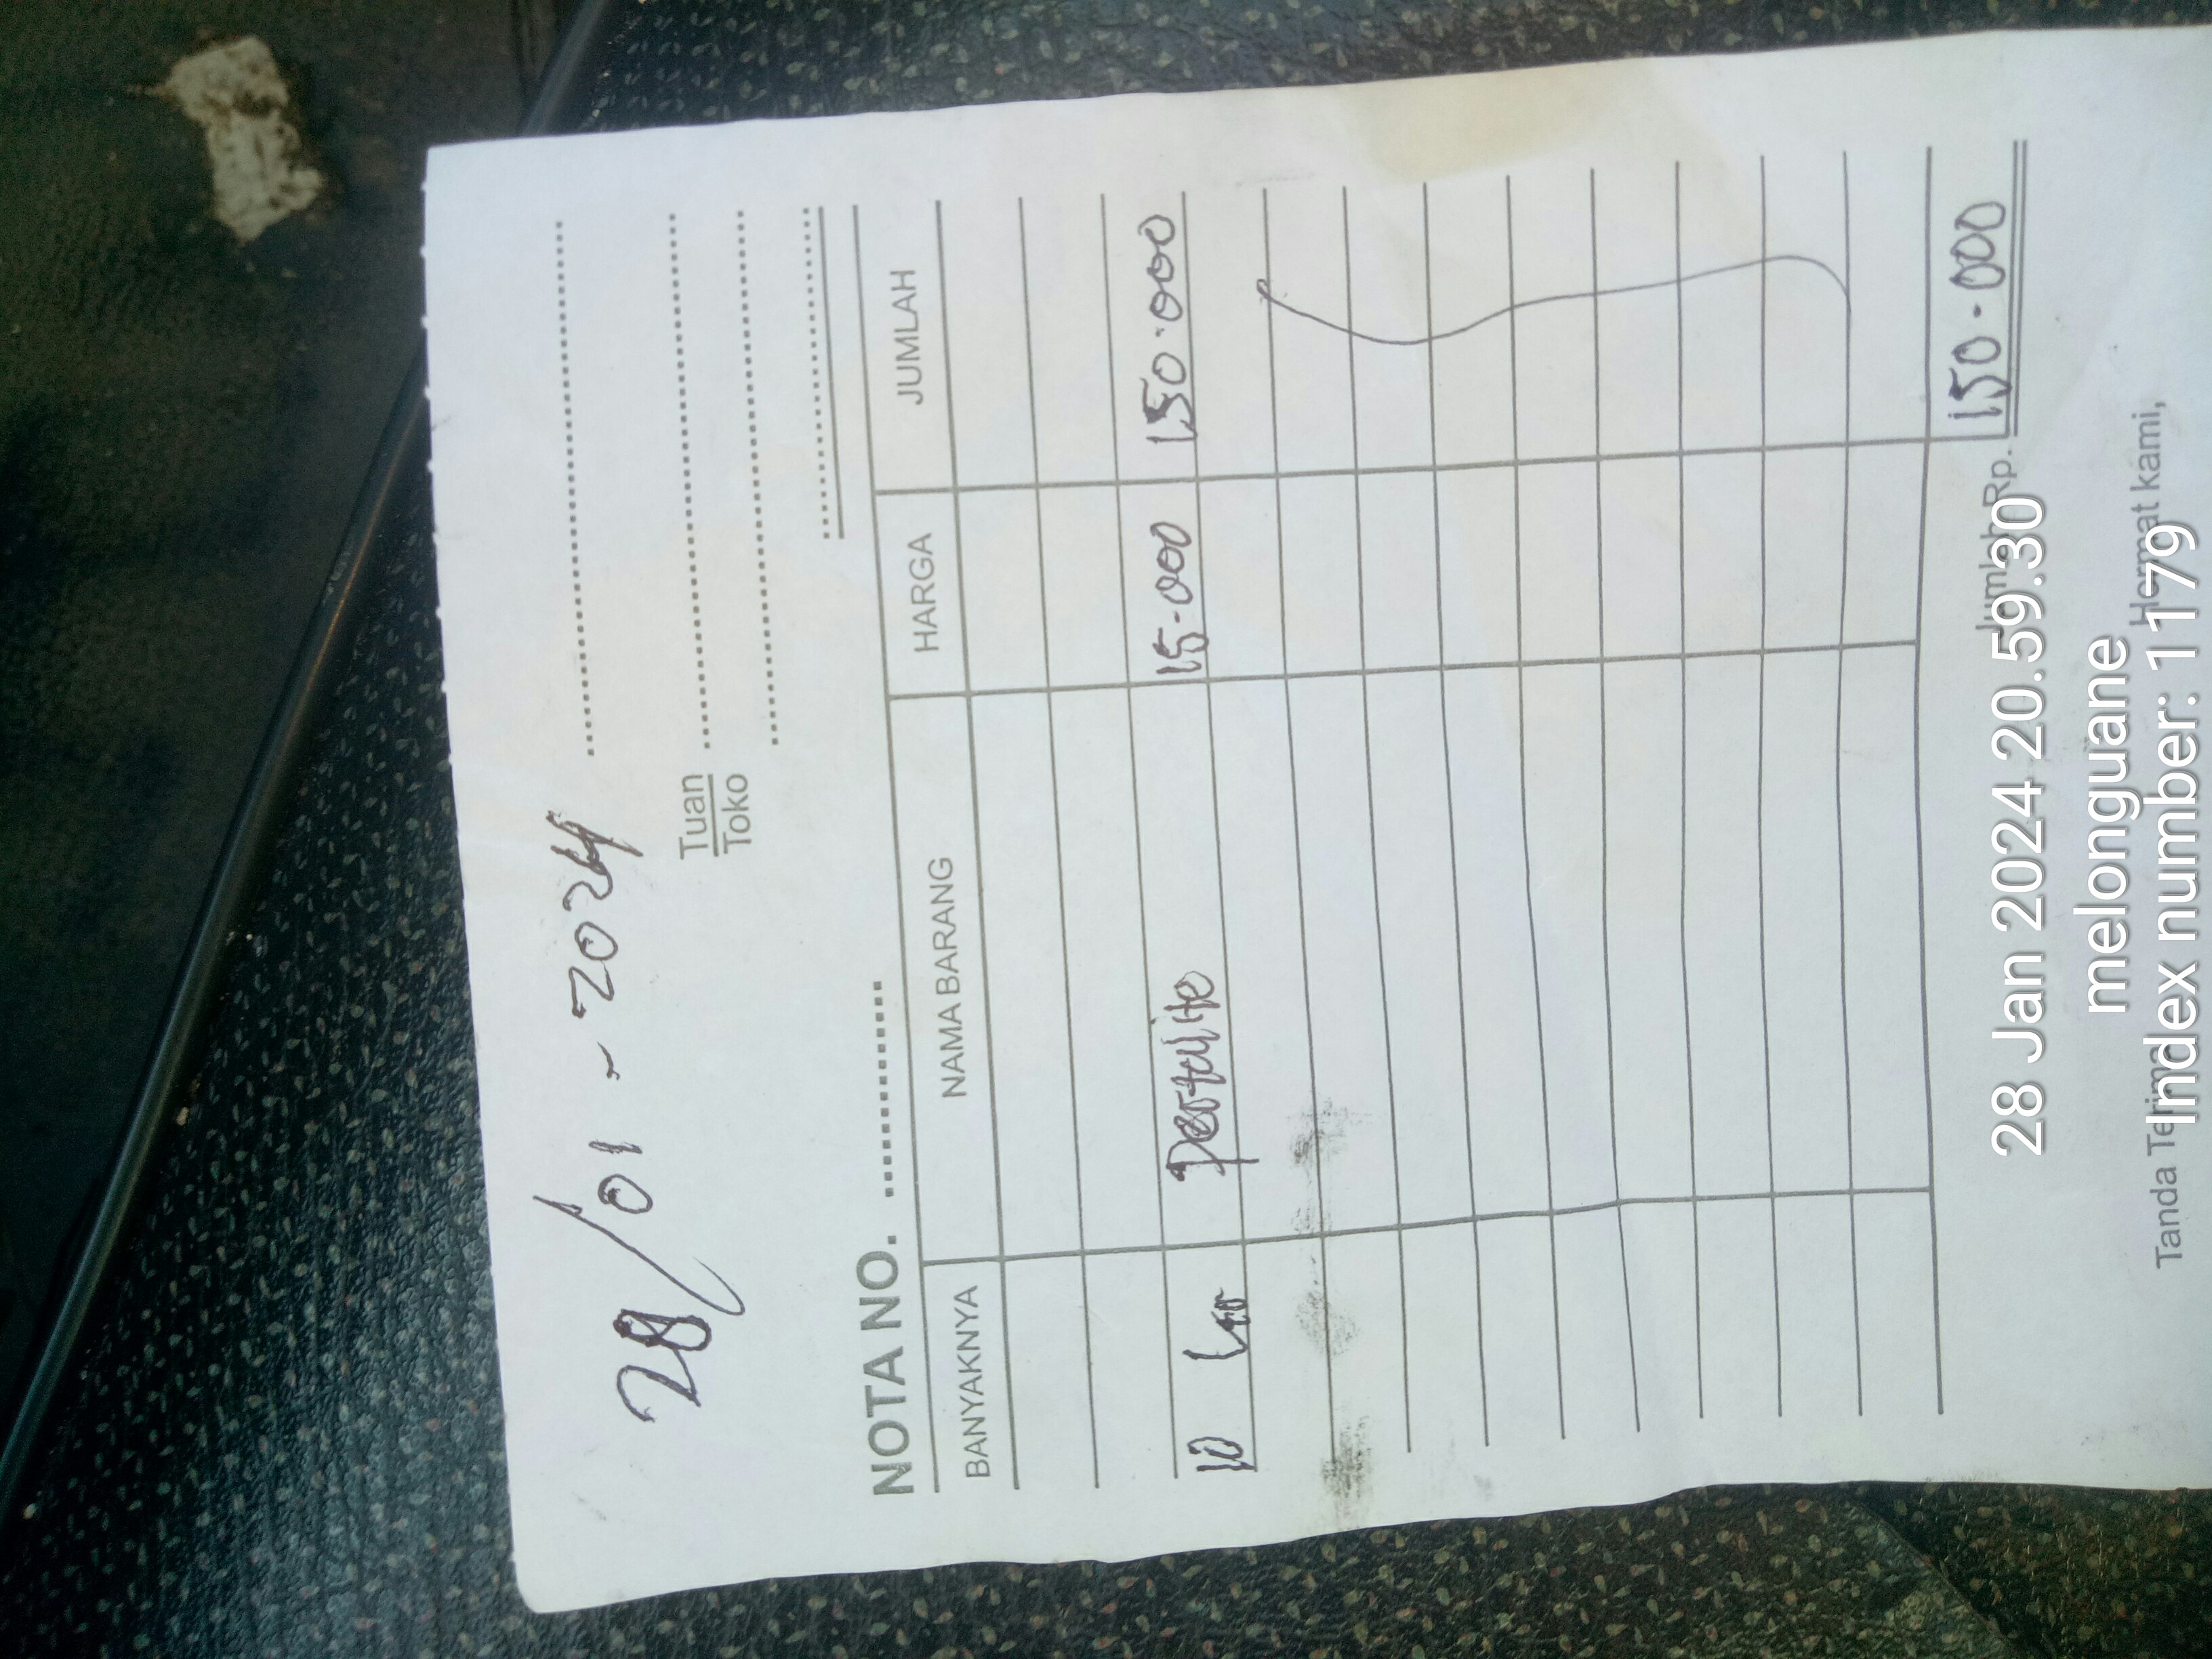 28/01 - 2024
Tuan
Toko
NOTA NO.
BANYAKNYA NAMA BARANG HARGA JUMLAH
10 Pertalite 15.000 150.000
Jumlah Rp. 150.000
Tanda Terima Hormat kami,
28 Jan 2024 20.59.30
melonguane
Index number: 1179